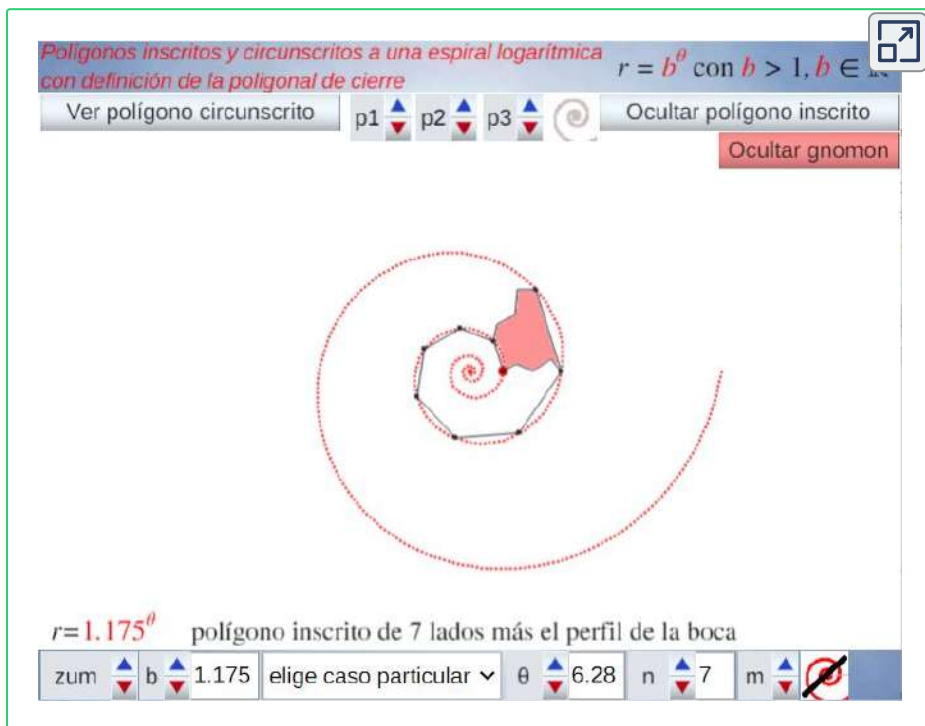 Polígonos inscritos y circunscritos a una espiral logarítmica
con definición de la poligonal de cierre
r = b^θ con b > 1, b ∈
Ver polígono circunscrito p1 p2 p3 Ocultar polígono inscrito
Ocultar gnomon
r=1.175^θ polígono inscrito de 7 lados más el perfil de la boca
zum b 1.175 elige caso particular θ 6.28 n 7 m